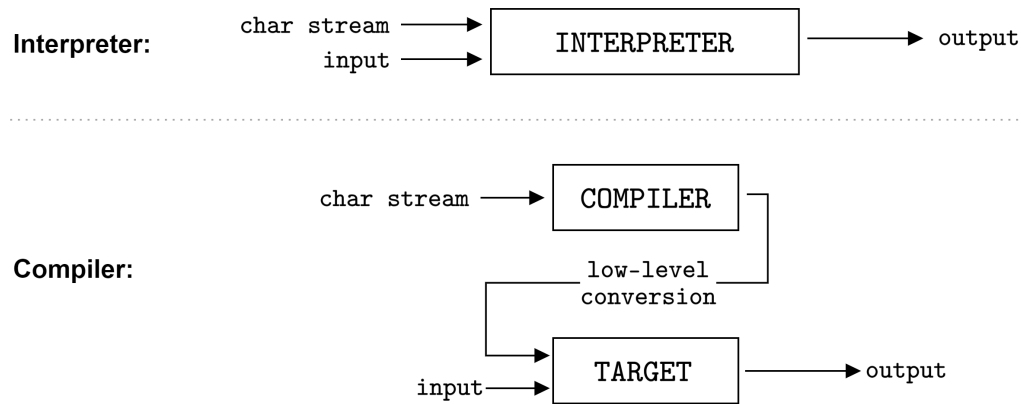 char stream
Interpreter:
INTERPRETER
output
input
char stream
COMPILER
Compiler:
low-level
conversion
TARGET
output
input